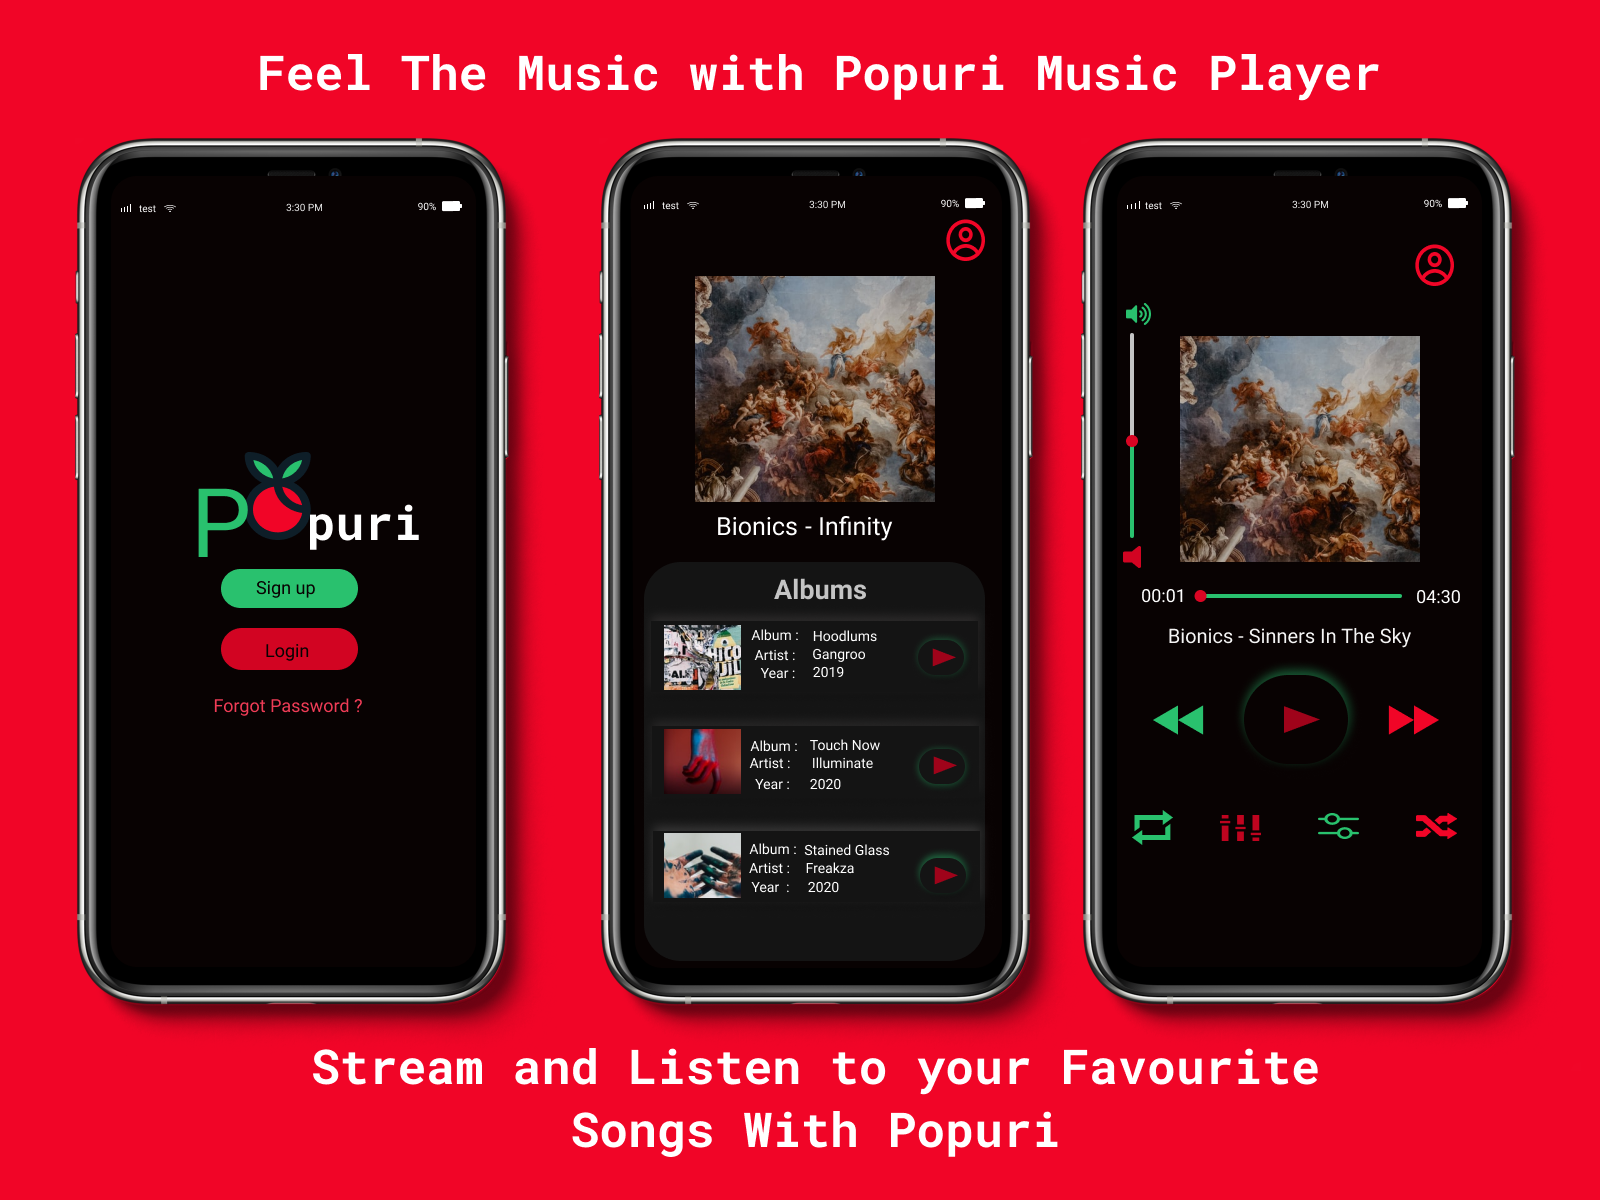 Feel The Music with Popuri Music Player
test 3:30 PM 90%
Popuri
Sign up
Login
Forgot Password ?
test 3:30 PM 90%
Bionics - Infinity
Albums
Album : Hoodlums
Artist : Gangroo
Year : 2019
Album : Touch Now
Artist : Illuminate
Year : 2020
Album : Stained Glass
Artist : Freakza
Year : 2020
test 3:30 PM 90%
00:01 04:30
Bionics - Sinners In The Sky
Stream and Listen to your Favourite
Songs With Popuri